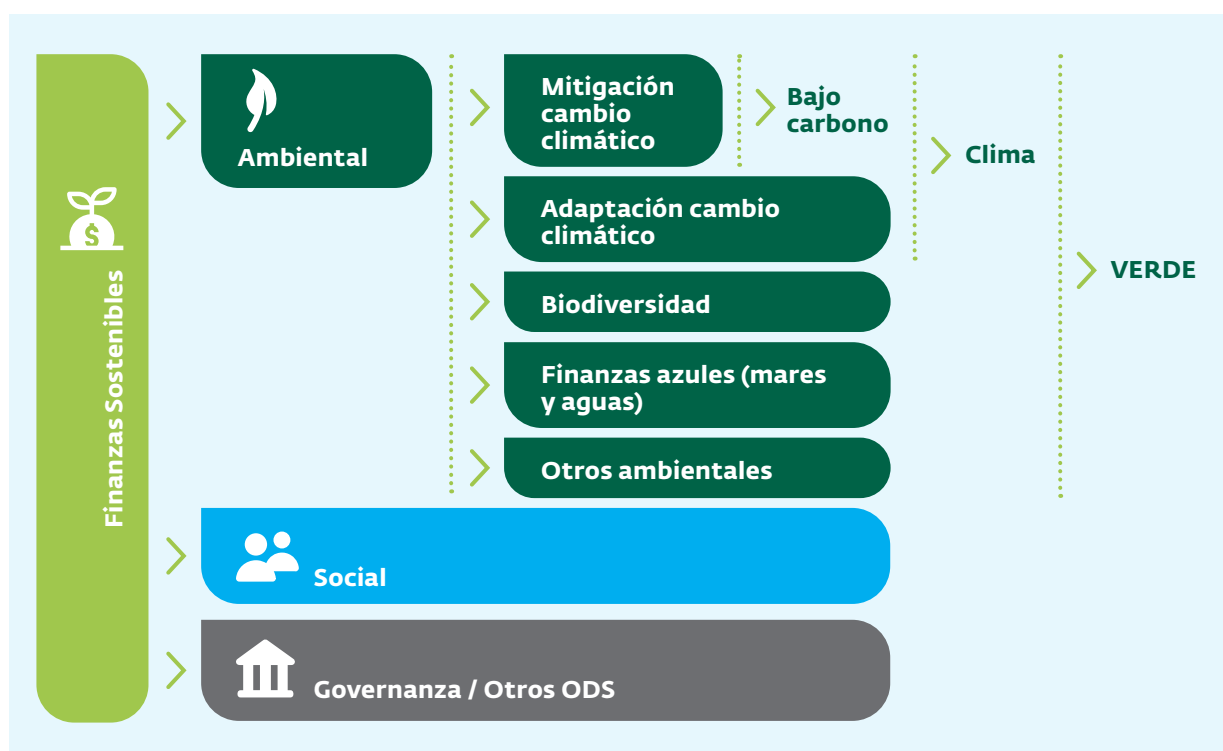 Finanzas Sostenibles
$
Ambiental
Mitigación
cambio
climático
Bajo
carbono
Clima
Adaptación cambio
climático
VERDE
Biodiversidad
Finanzas azules (mares
y aguas)
Otros ambientales
Social
Governanza / Otros ODS